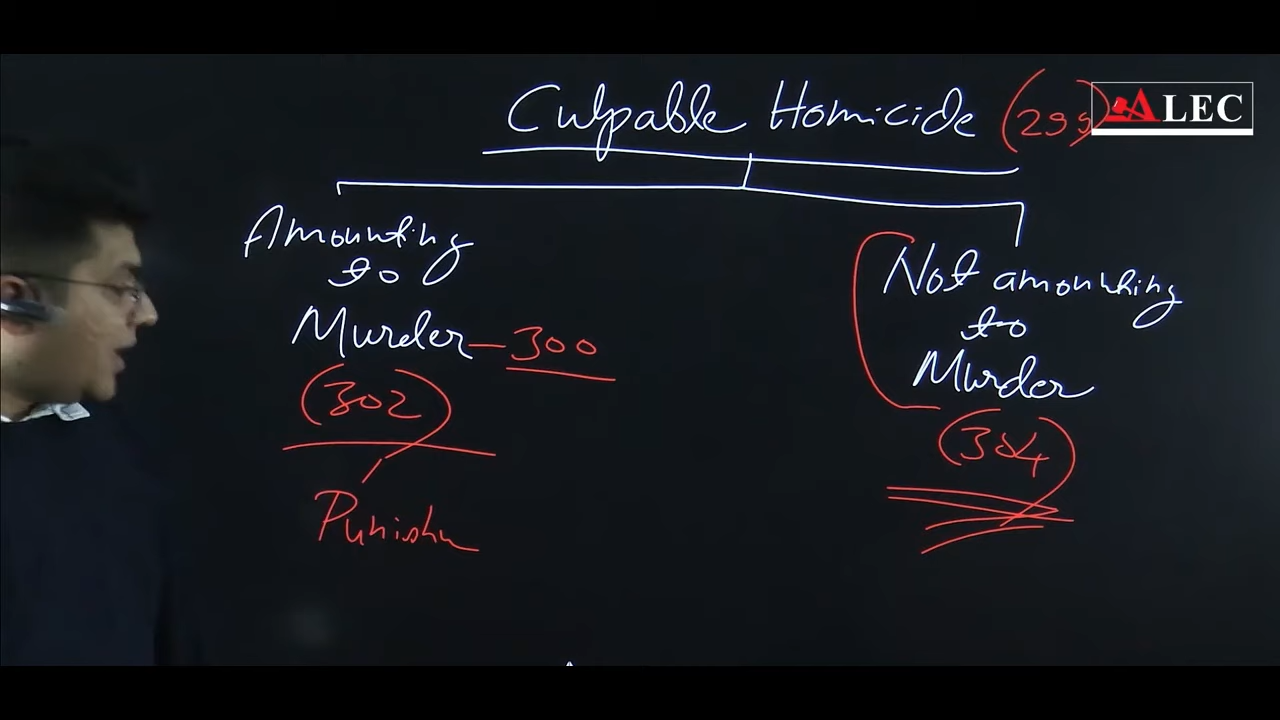 Culpable Homicide (299)
ALEC
Amounting
to
Murder — 300
(302)
Punishm
Not amounting
to
Murder
(304)